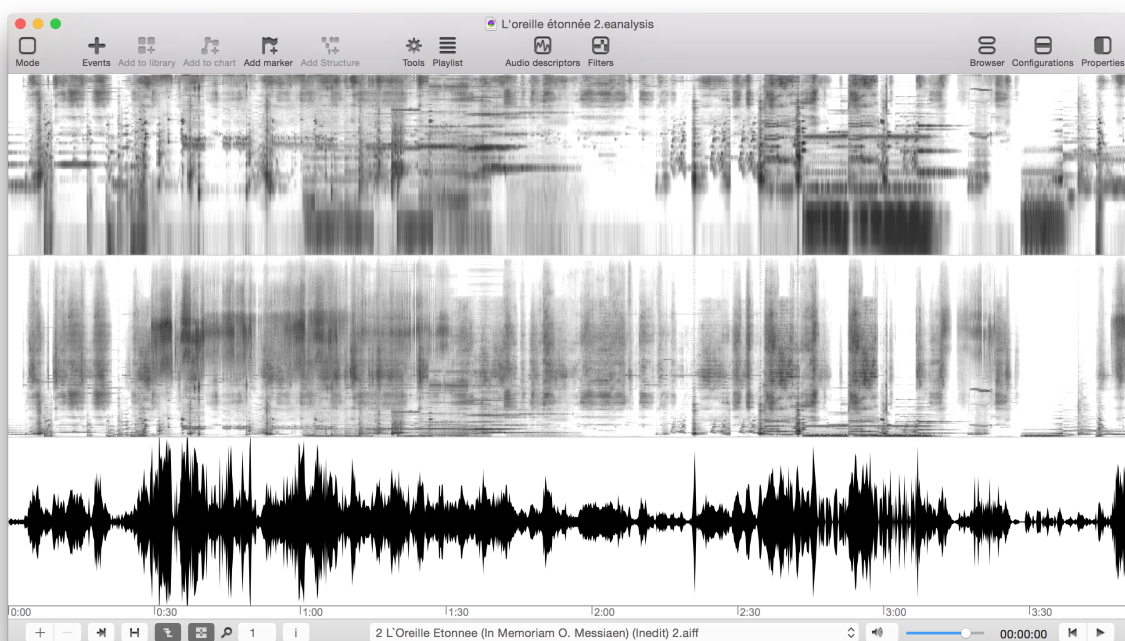 L'oreille étonnée 2.eanalysis
Mode Events Add to library Add to chart Add marker Add Structure Tools Playlist Audio descriptors Filters Browser Configurations Properties
0:00 0:30 1:00 1:30 2:00 2:30 3:00 3:30
1 i 2 L`Oreille Etonnee (In Memoriam O. Messiaen) (Inedit) 2.aiff 00:00:00